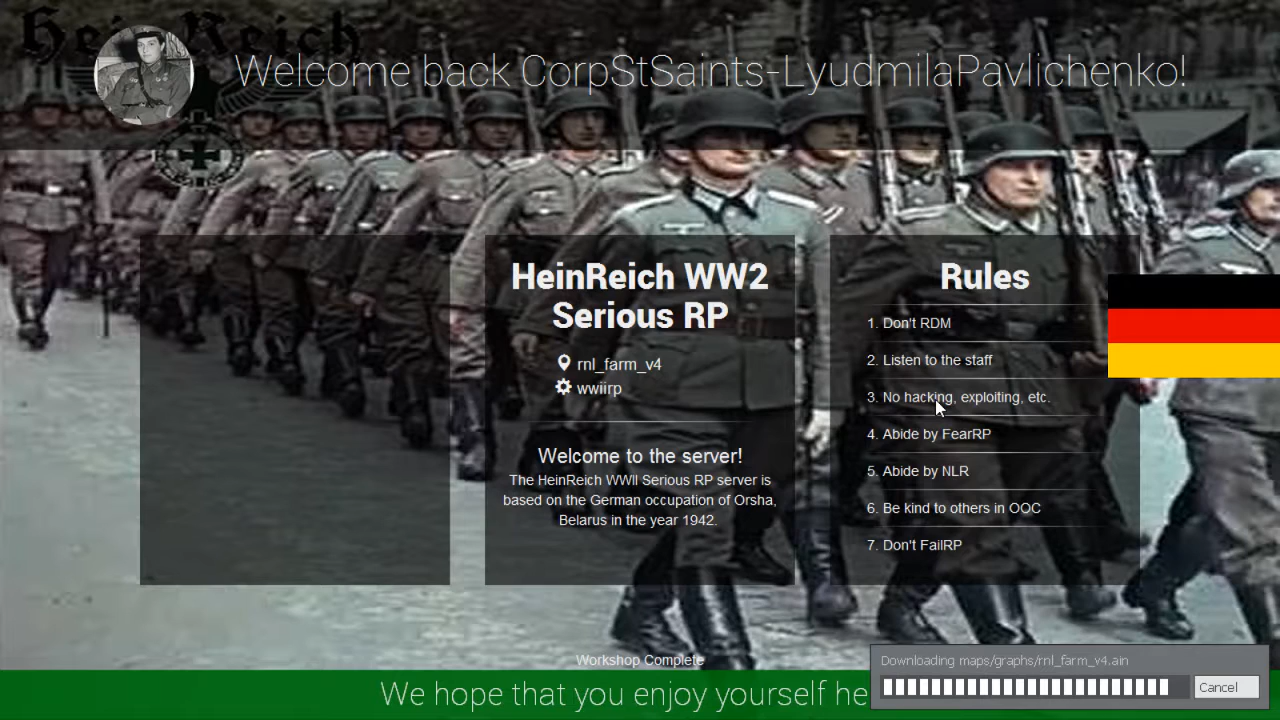 HeinReich
Welcome back CorpStSaints-LyudmilaPavlichenko!
HeinReich WW2
Serious RP
rnl_farm_v4
wwiirp
Welcome to the server!
The HeinReich WWII Serious RP server is
based on the German occupation of Orsha,
Belarus in the year 1942.
Rules
1. Don't RDM
2. Listen to the staff
3. No hacking, exploiting, etc.
4. Abide by FearRP
5. Abide by NLR
6. Be kind to others in OOC
7. Don't FailRP
Workshop Complete
We hope that you enjoy yourself he
Downloading maps/graphs/rnl_farm_v4.ain
Cancel